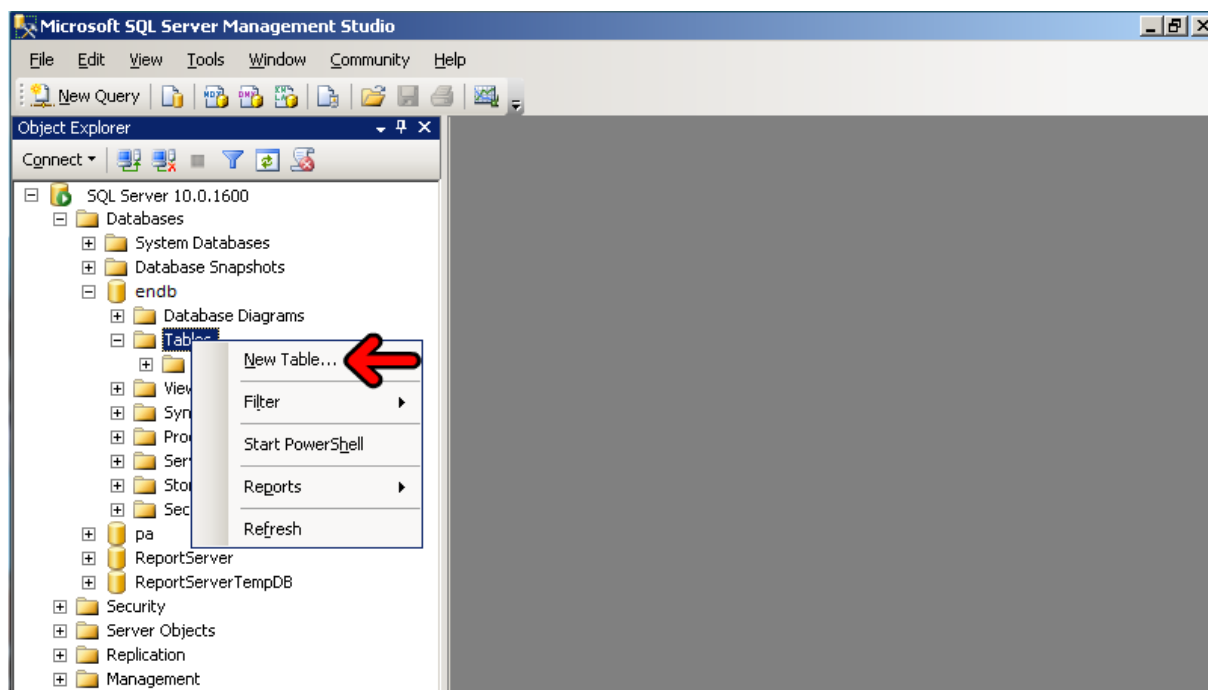 Microsoft SQL Server Management Studio
File Edit View Tools Window Community Help
New Query
Object Explorer
Connect
SQL Server 10.0.1600
Databases
System Databases
Database Snapshots
endb
Database Diagrams
Tables
New Table...
Filter
Start PowerShell
Reports
Refresh
pa
ReportServer
ReportServerTempDB
Security
Server Objects
Replication
Management